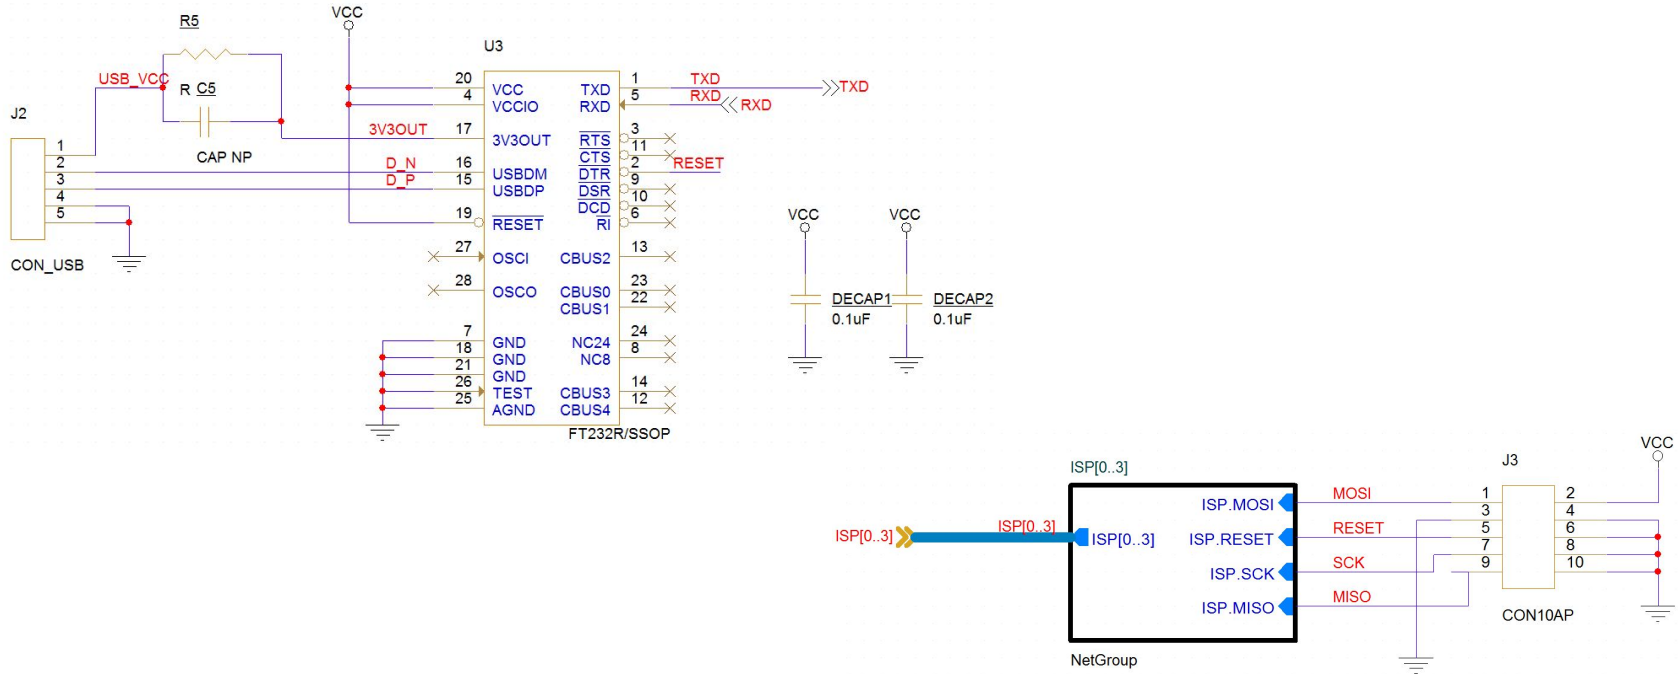 R5
VCC
U3
USB_VCC
R
C5
CAP NP
J2
1
2
3
4
5
CON_USB
3V3OUT
D_N
D_P
20 VCC
4 VCCIO
17 3V3OUT
16 USBDM
15 USBDP
19 RESET
27 OSCI
28 OSCO
7 GND
18 GND
21 GND
26 TEST
25 AGND
TXD 1 TXD TXD
RXD 5 RXD RXD
RTS 3
CTS 11
DTR 2 RESET
DSR 9
DCD 10
RI 6
CBUS2 13
CBUS0 23
CBUS1 22
NC24 24
NC8 8
CBUS3 14
CBUS4 12
FT232R/SSOP
VCC
DECAP1
0.1uF
VCC
DECAP2
0.1uF
ISP[0..3]
ISP[0..3]
ISP[0..3]
ISP[0..3]
ISP.MOSI
ISP.RESET
ISP.SCK
ISP.MISO
NetGroup
MOSI
RESET
SCK
MISO
J3
VCC
1 2
3 4
5 6
7 8
9 10
CON10AP